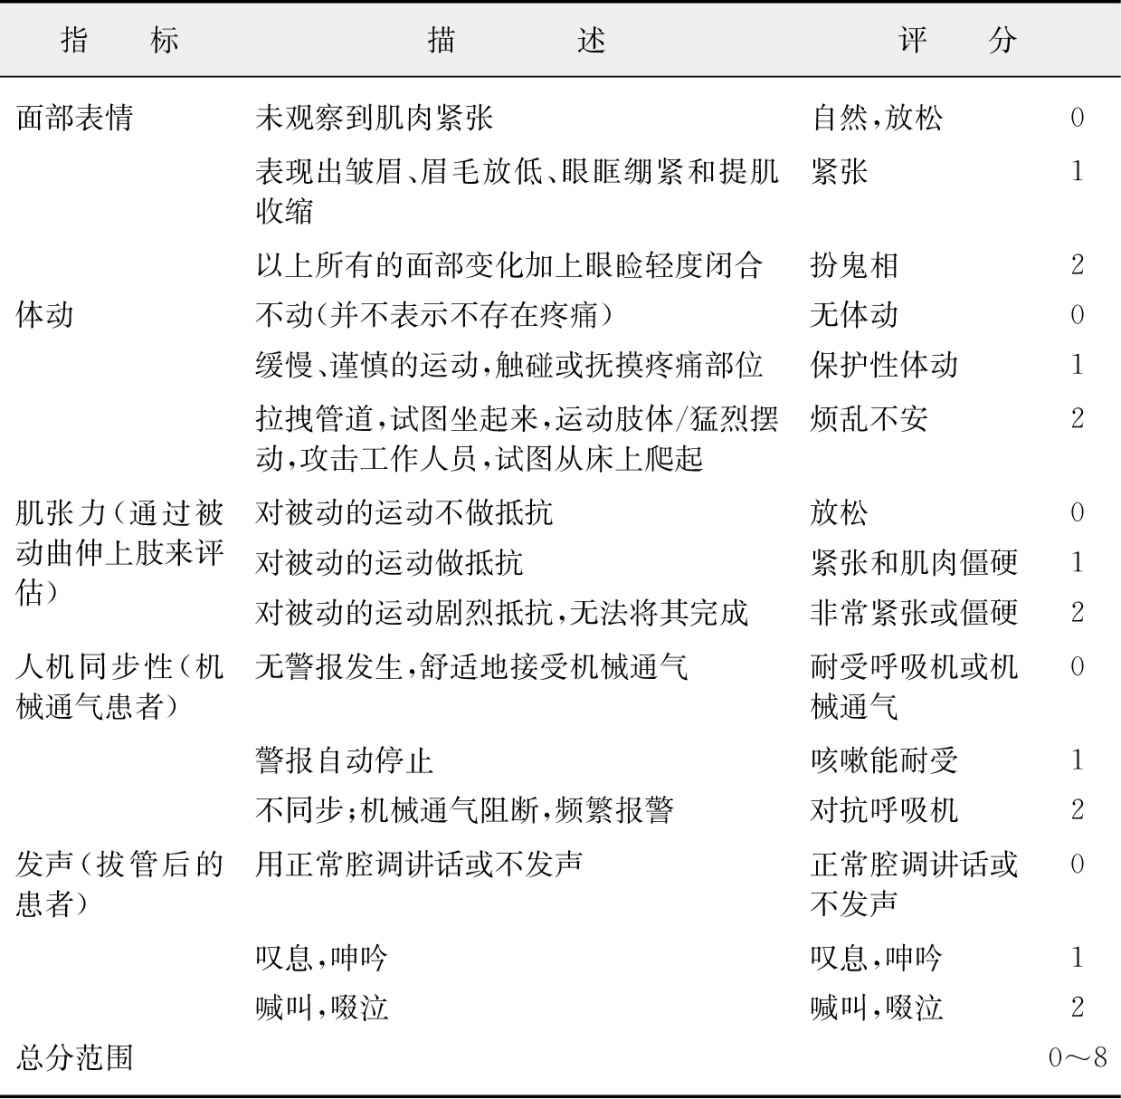 指标 描述 评分
面部表情 未观察到肌肉紧张 自然,放松 0
表现出皱眉、眉毛放低、眼眶绷紧和提肌 紧张 1
收缩
以上所有的面部变化加上眼睑轻度闭合 扮鬼相 2
体动 不动(并不表示不存在疼痛) 无体动 0
缓慢、谨慎的运动,触碰或抚摸疼痛部位 保护性体动 1
拉拽管道,试图坐起来,运动肢体/猛烈摆 烦乱不安 2
动,攻击工作人员,试图从床上爬起
肌张力(通过被 对被动的运动不做抵抗 放松 0
动曲伸上肢来评 对被动的运动做抵抗 紧张和肌肉僵硬 1
估)
对被动的运动剧烈抵抗,无法将其完成 非常紧张或僵硬 2
人机同步性(机 无警报发生,舒适地接受机械通气 耐受呼吸机或机 0
械通气患者) 械通气
警报自动停止 咳嗽能耐受 1
不同步;机械通气阻断,频繁报警 对抗呼吸机 2
发声(拔管后的 用正常腔调讲话或不发声 正常腔调讲话或 0
患者) 不发声
叹息,呻吟 叹息,呻吟 1
喊叫,啜泣 喊叫,啜泣 2
总分范围 0～8